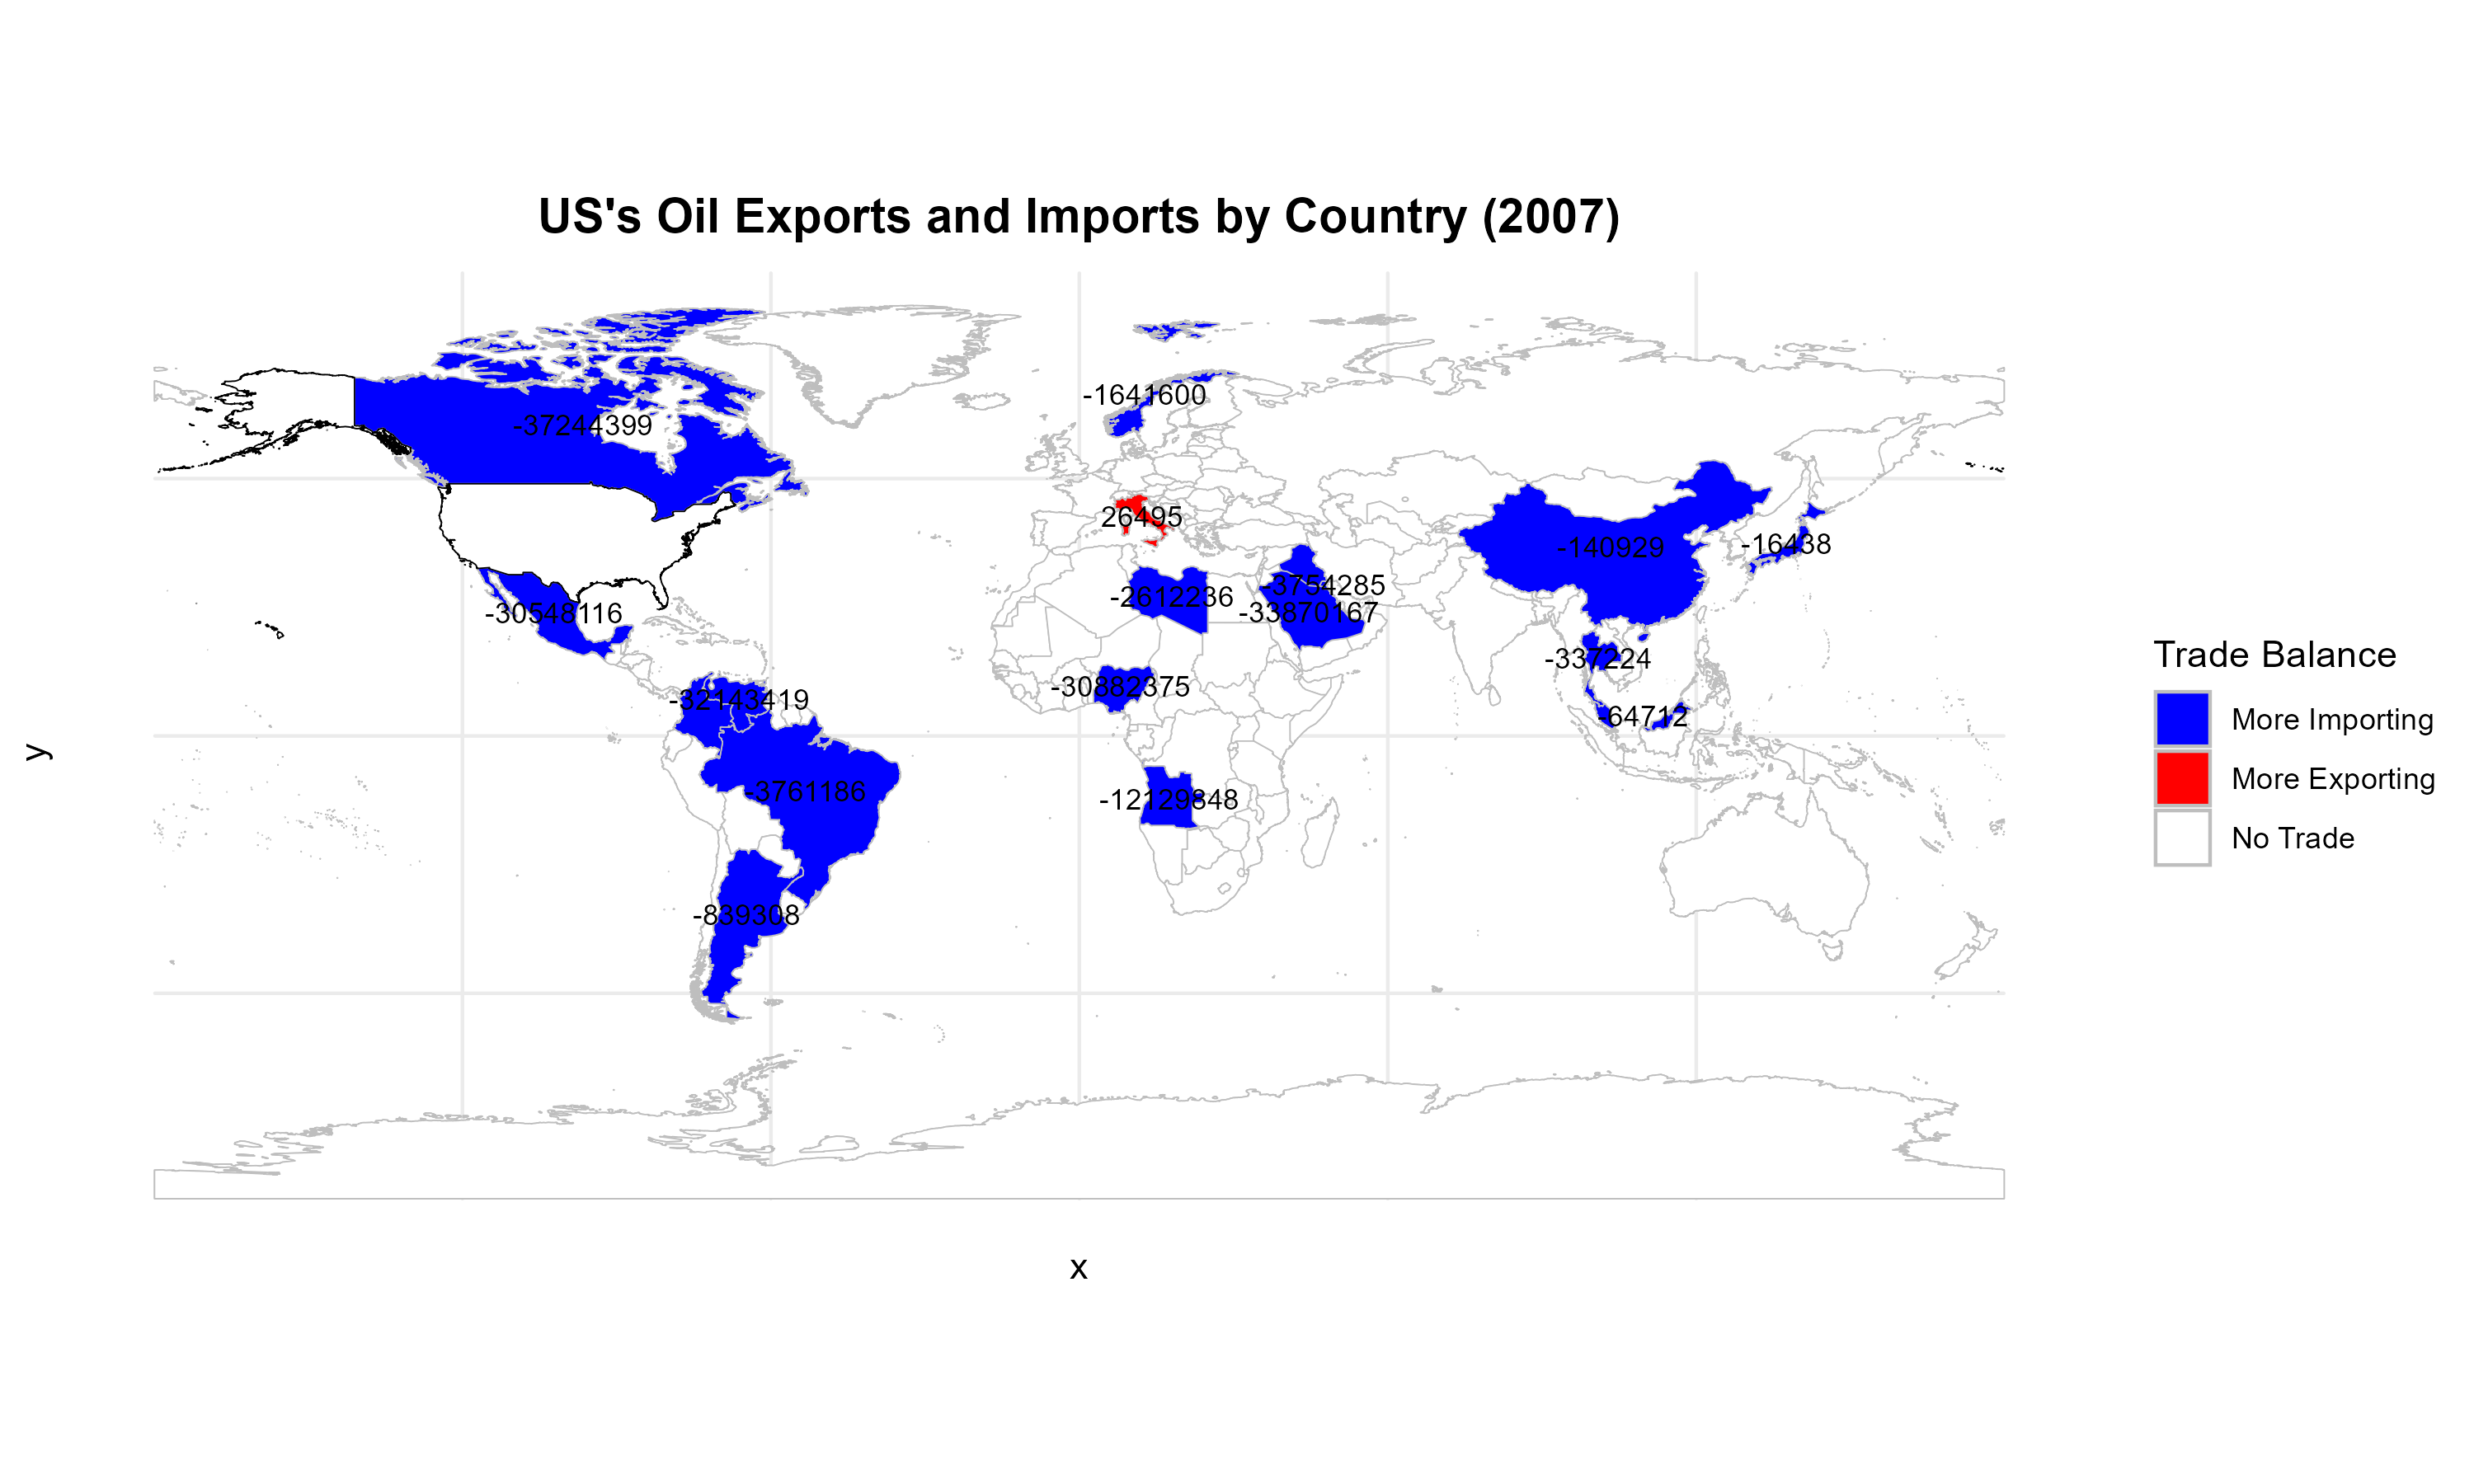 US's Oil Exports and Imports by Country (2007)
-1641600
-37244399
26495
-140929
-16438
-3754285
-2612236
-33870167
-30548116
-337224
-30882375
-32143419
-64712
-3761186
-12129848
-839308
y
x
Trade Balance
More Importing
More Exporting
No Trade